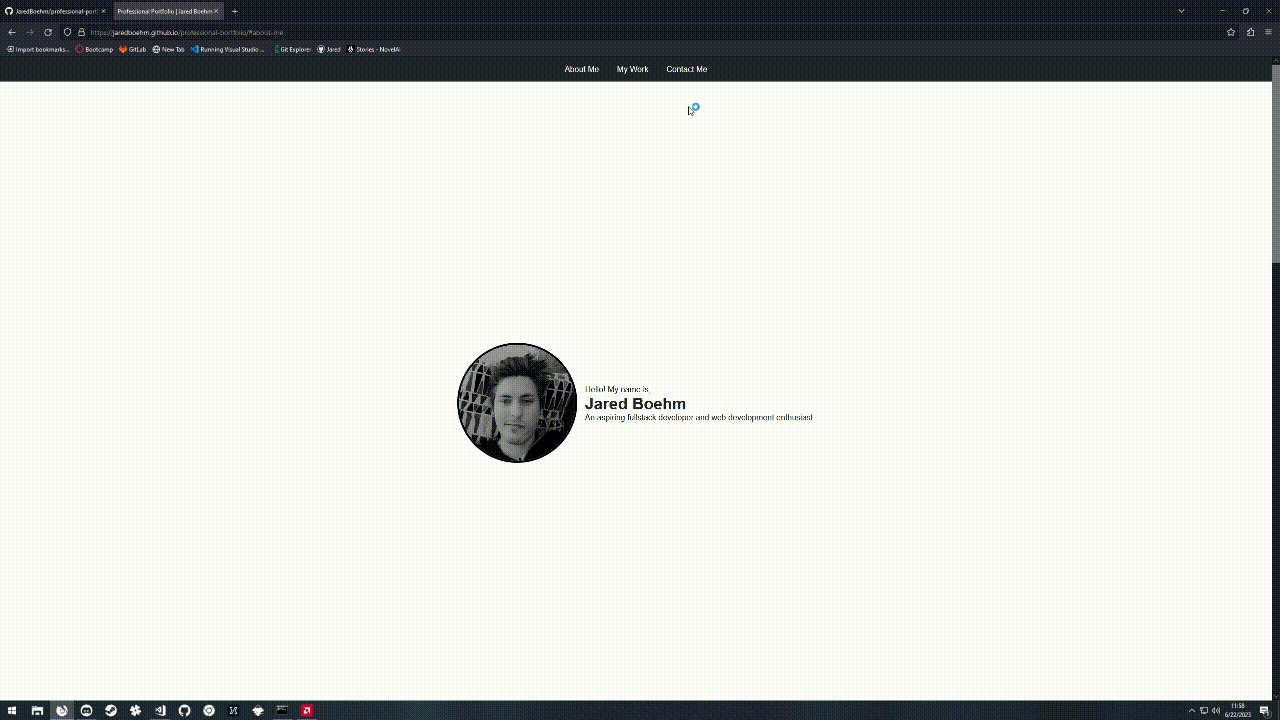 JaredBoehm/professional-portf
Professional Portfolio | Jared Boehm
https://jaredboehm.github.io/professional-portfolio/#about-me
Import bookmarks... Bootcamp GitLab New Tab Running Visual Studio ... Git Explorer Jared Stories - NovelAI
About Me My Work Contact Me
Hello! My name is,
Jared Boehm
An aspiring fullstack developer and web development enthusiast
11:58
6/22/2023